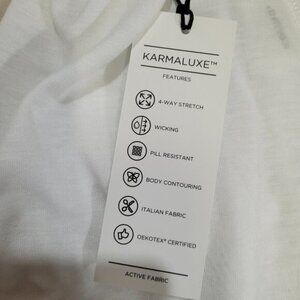 KARMALUXE™
FEATURES
4-WAY STRETCH
WICKING
PILL RESISTANT
BODY CONTOURING
ITALIAN FABRIC
OEKOTEX® CERTIFIED
ACTIVE FABRIC